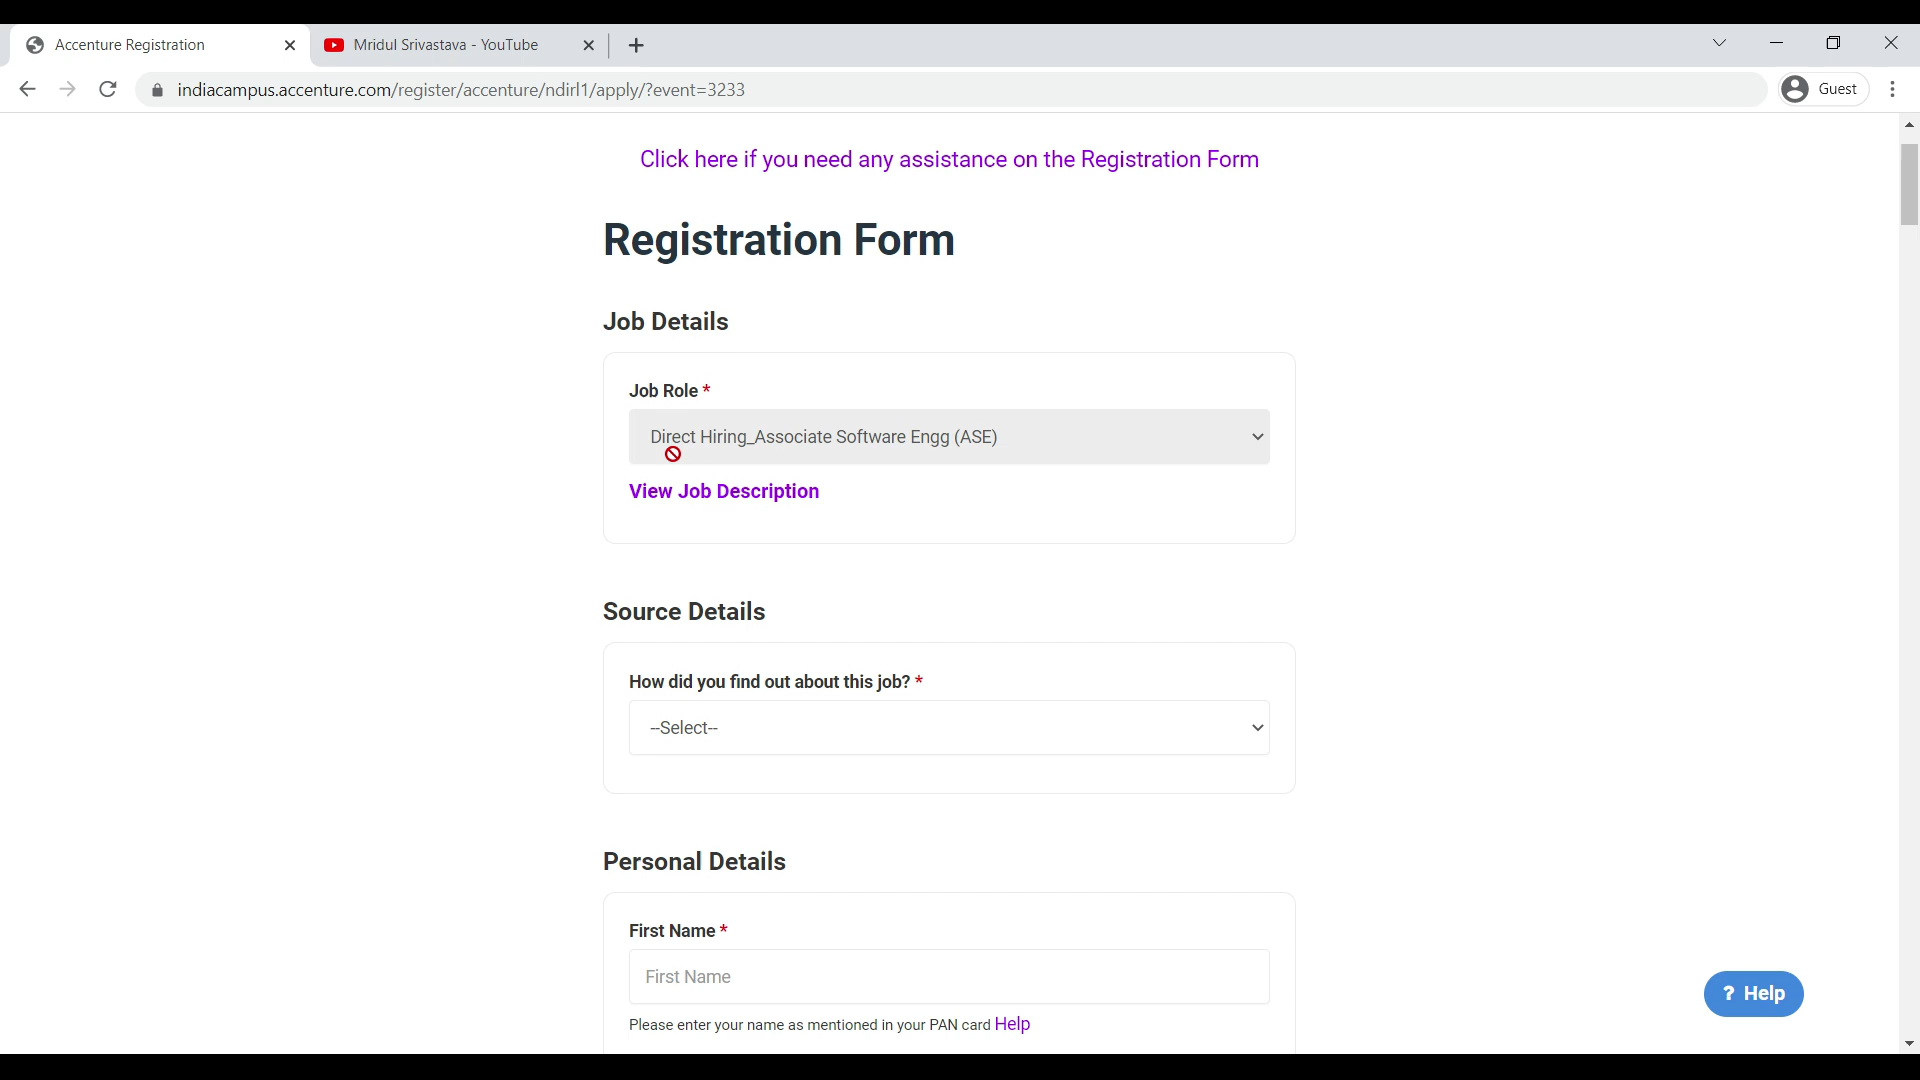 Accenture Registration
Mridul Srivastava - YouTube
indiacampus.accenture.com/register/accenture/ndirl1/apply/?event=3233
Guest
Click here if you need any assistance on the Registration Form
Registration Form
Job Details
Job Role *
Direct Hiring_Associate Software Engg (ASE)
View Job Description
Source Details
How did you find out about this job? *
--Select--
Personal Details
First Name *
First Name
Please enter your name as mentioned in your PAN card Help
? Help